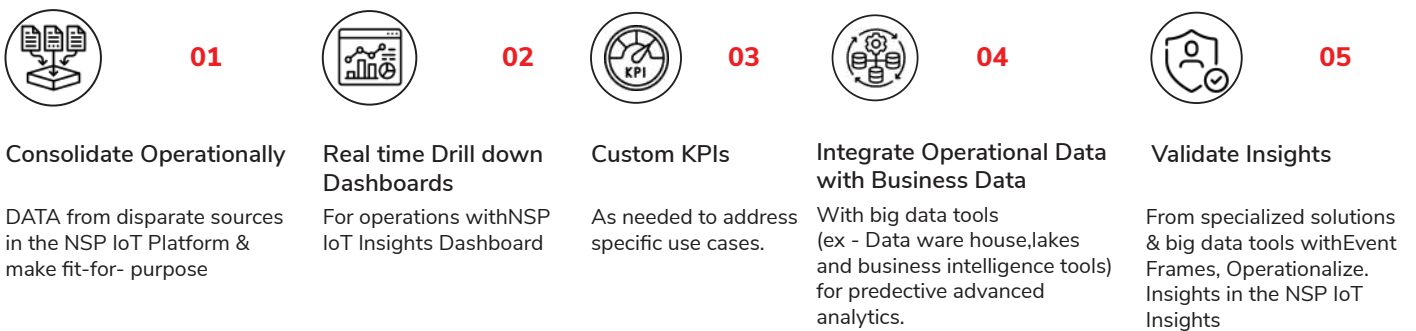 01
Consolidate Operationally
DATA from disparate sources
in the NSP IoT Platform &
make fit-for- purpose
02
Real time Drill down
Dashboards
For operations withNSP
IoT Insights Dashboard
KPI
03
Custom KPIs
As needed to address
specific use cases.
04
Integrate Operational Data
with Business Data
With big data tools
(ex - Data ware house,lakes
and business intelligence tools)
for predective advanced
analytics.
05
Validate Insights
From specialized solutions
& big data tools withEvent
Frames, Operationalize.
Insights in the NSP IoT
Insights